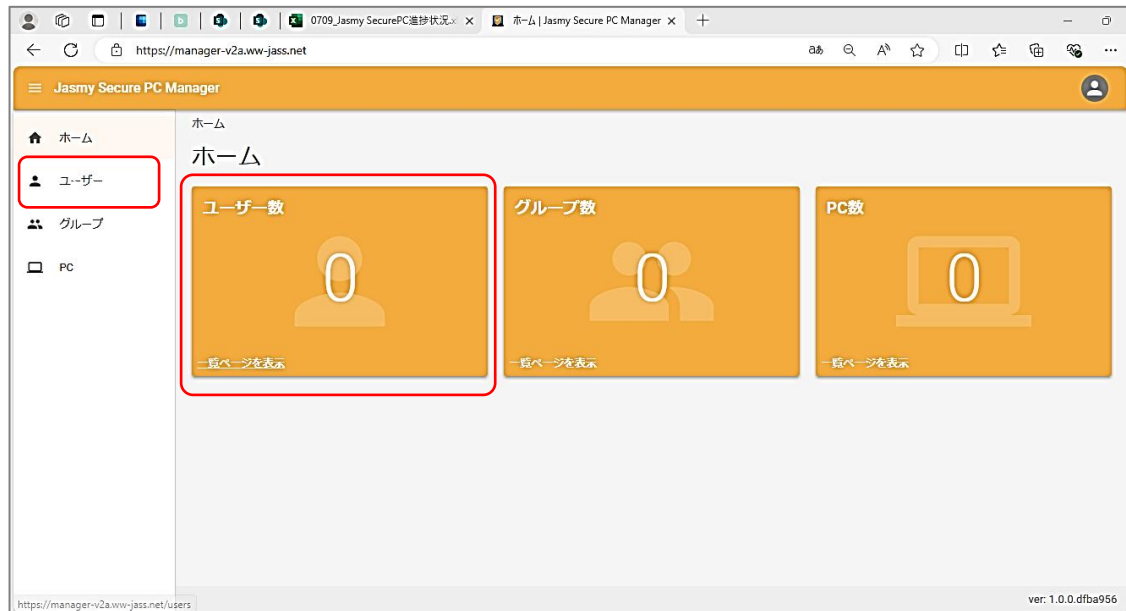 0709_Jasmy SecurePC進捗状況.x
ホーム | Jasmy Secure PC Manager
https://manager-v2a.ww-jass.net
Jasmy Secure PC Manager
ホーム
ユーザー
グループ
PC
ホーム
ホーム
ユーザー数
0
一覧ページを表示
グループ数
0
一覧ページを表示
PC数
0
一覧ページを表示
https://manager-v2a.ww-jass.net/users
ver: 1.0.0.dfba956